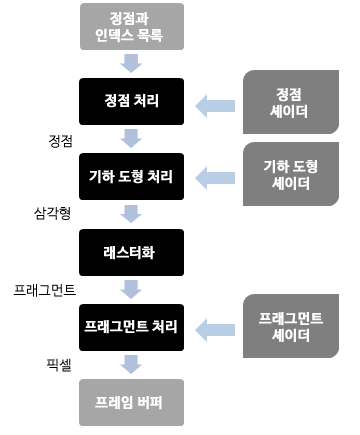 정점과
인덱스 목록
정점 처리
정점
셰이더
정점
기하 도형 처리
기하 도형
셰이더
삼각형
래스터화
프래그먼트
프래그먼트 처리
프래그먼트
셰이더
픽셀
프레임 버퍼